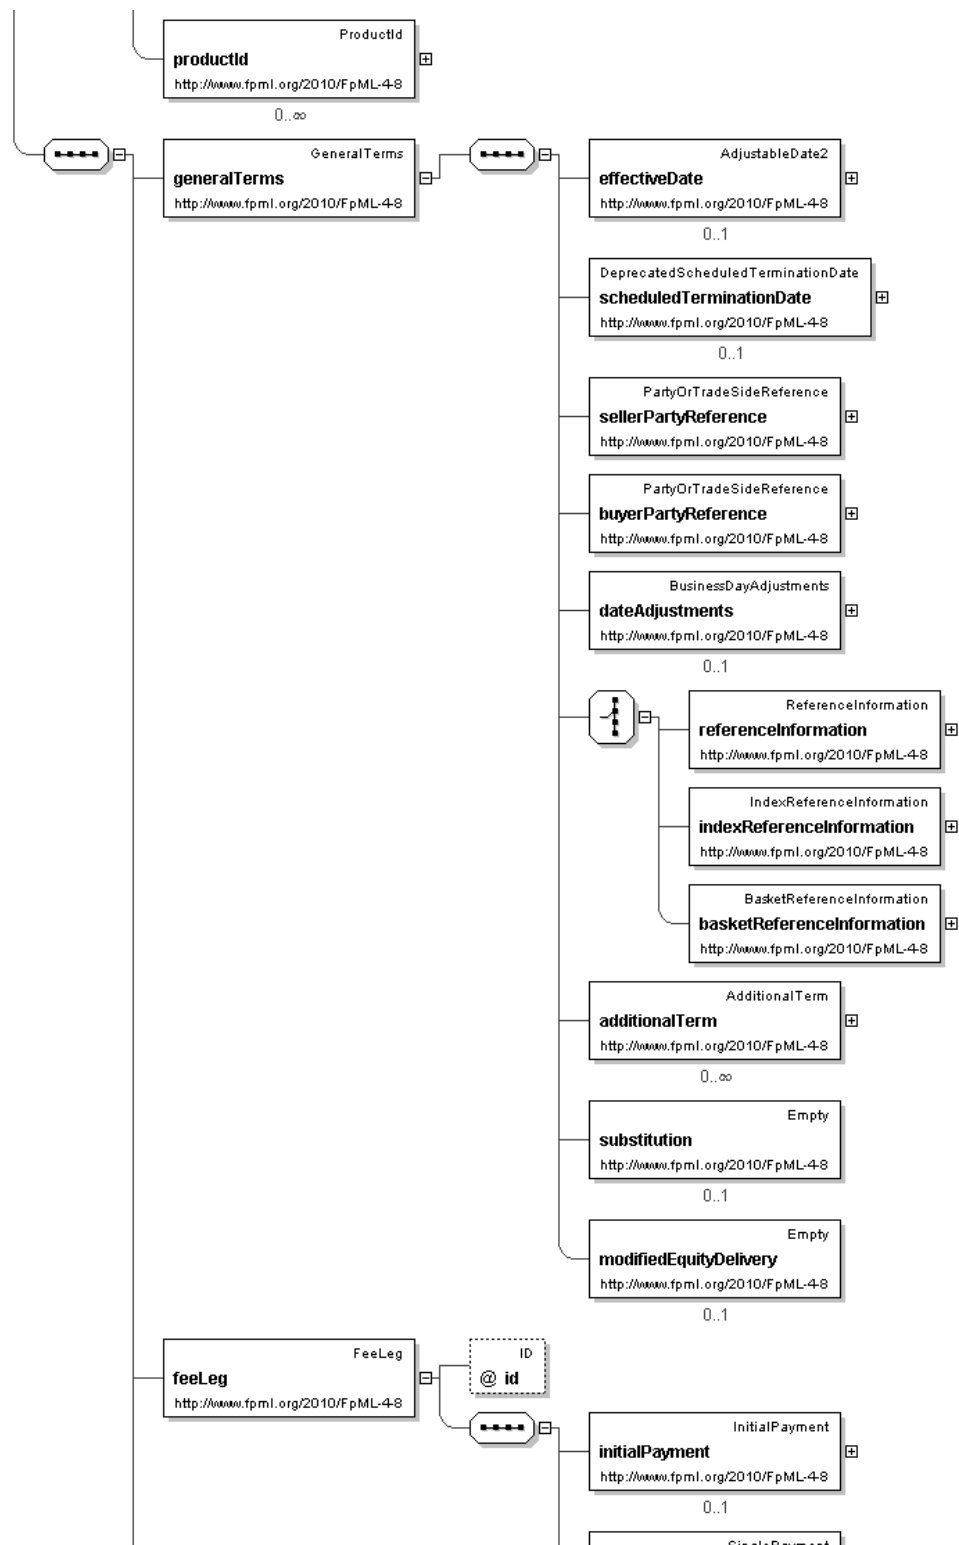 ProductId
productId
http://www.fpml.org/2010/FpML-4-8
0..∞
GeneralTerms
generalTerms
http://www.fpml.org/2010/FpML-4-8
AdjustableDate2
effectiveDate
http://www.fpml.org/2010/FpML-4-8
0..1
DeprecatedScheduledTerminationDate
scheduledTerminationDate
http://www.fpml.org/2010/FpML-4-8
0..1
PartyOrTradeSideReference
sellerPartyReference
http://www.fpml.org/2010/FpML-4-8
PartyOrTradeSideReference
buyerPartyReference
http://www.fpml.org/2010/FpML-4-8
BusinessDayAdjustments
dateAdjustments
http://www.fpml.org/2010/FpML-4-8
0..1
ReferenceInformation
referenceInformation
http://www.fpml.org/2010/FpML-4-8
IndexReferenceInformation
indexReferenceInformation
http://www.fpml.org/2010/FpML-4-8
BasketReferenceInformation
basketReferenceInformation
http://www.fpml.org/2010/FpML-4-8
AdditionalTerm
additionalTerm
http://www.fpml.org/2010/FpML-4-8
0..∞
Empty
substitution
http://www.fpml.org/2010/FpML-4-8
0..1
Empty
modifiedEquityDelivery
http://www.fpml.org/2010/FpML-4-8
0..1
FeeLeg
feeLeg
http://www.fpml.org/2010/FpML-4-8
ID
@ id
InitialPayment
initialPayment
http://www.fpml.org/2010/FpML-4-8
0..1
SinglePayment